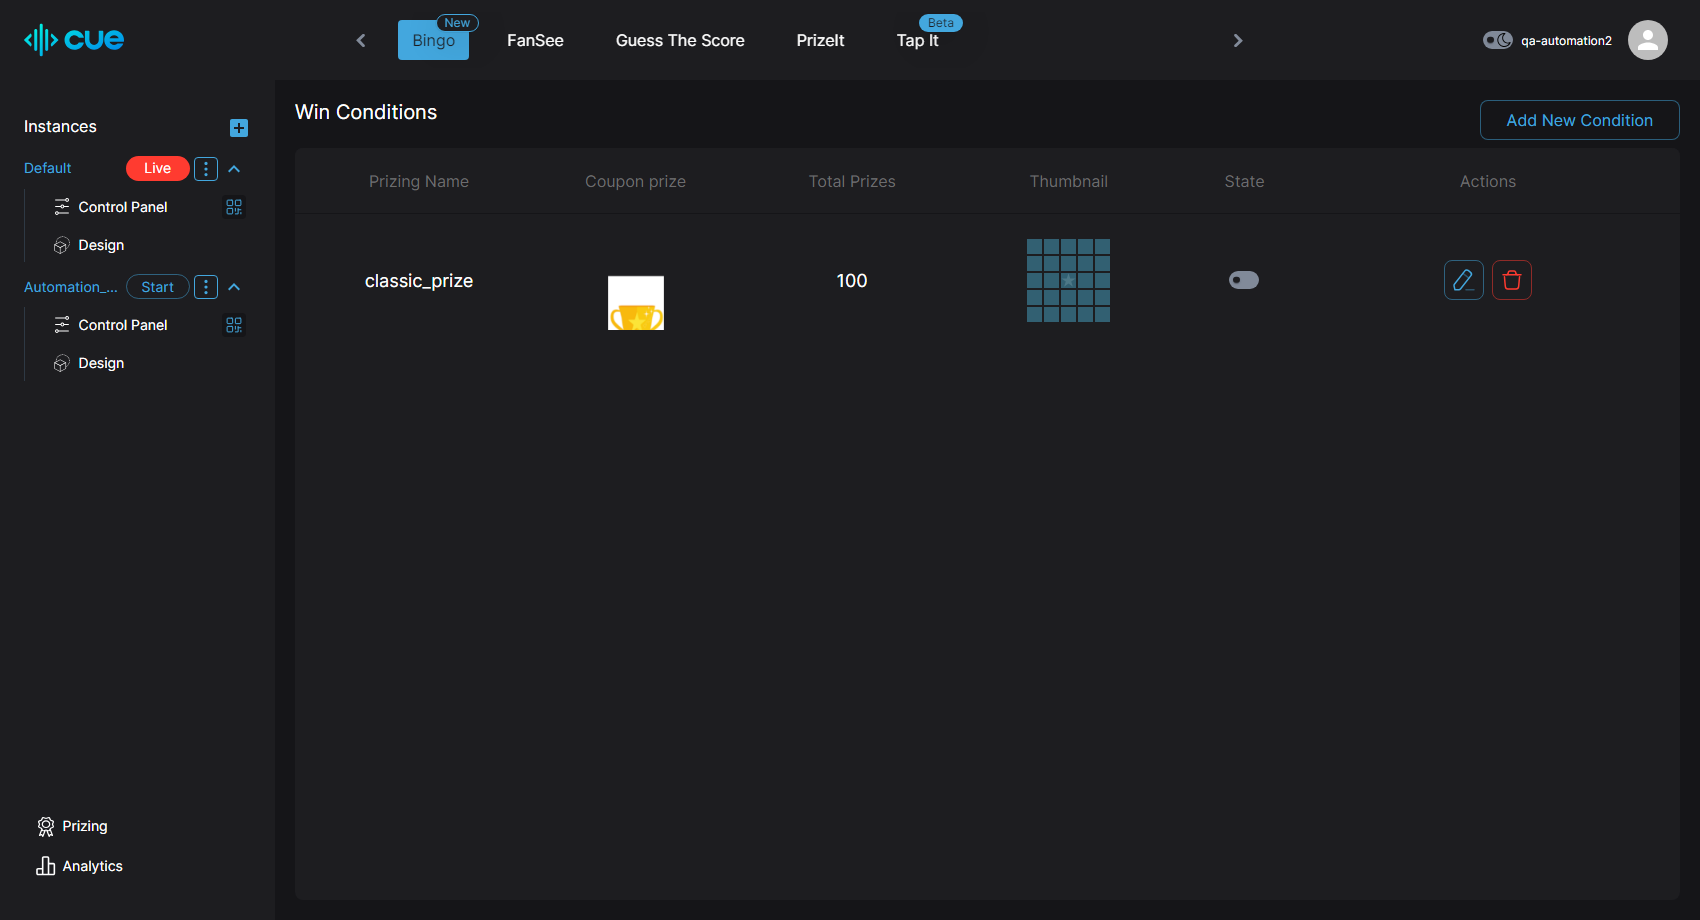 cue
Bingo
New
FanSee
Guess The Score
PrizeIt
Tap It
Beta
qa-automation2
Instances
Default
Live
Control Panel
Design
Automation_...
Start
Control Panel
Design
Prizing
Analytics
Win Conditions
Add New Condition
Prizing Name
Coupon prize
Total Prizes
Thumbnail
State
Actions
classic_prize
100